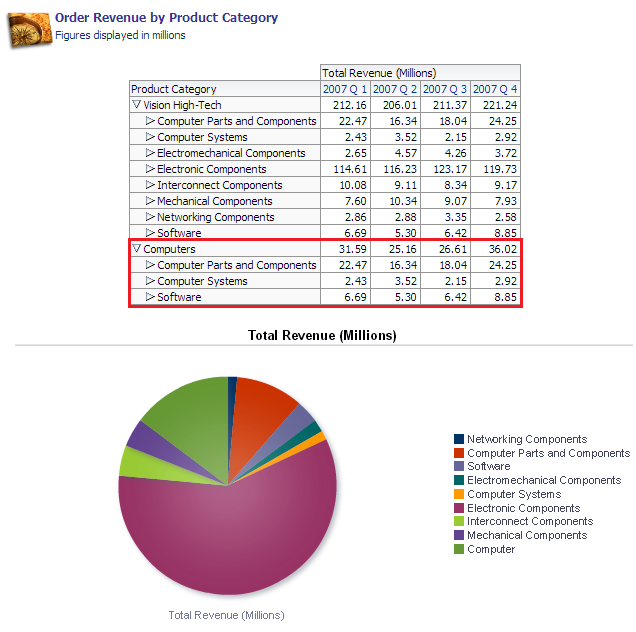 Order Revenue by Product Category
Figures displayed in millions
Total Revenue (Millions)
Product Category 2007 Q 1 2007 Q 2 2007 Q 3 2007 Q 4
Vision High-Tech 212.16 206.01 211.37 221.24
Computer Parts and Components 22.47 16.34 18.04 24.25
Computer Systems 2.43 3.52 2.15 2.92
Electromechanical Components 2.65 4.57 4.26 3.72
Electronic Components 114.61 116.23 123.17 119.73
Interconnect Components 10.08 9.11 8.34 9.17
Mechanical Components 7.60 10.34 9.07 7.93
Networking Components 2.86 2.88 3.35 2.58
Software 6.69 5.30 6.42 8.85
Computers 31.59 25.16 26.61 36.02
Computer Parts and Components 22.47 16.34 18.04 24.25
Computer Systems 2.43 3.52 2.15 2.92
Software 6.69 5.30 6.42 8.85
Total Revenue (Millions)
Networking Components
Computer Parts and Components
Software
Electromechanical Components
Computer Systems
Electronic Components
Interconnect Components
Mechanical Components
Computer
Total Revenue (Millions)